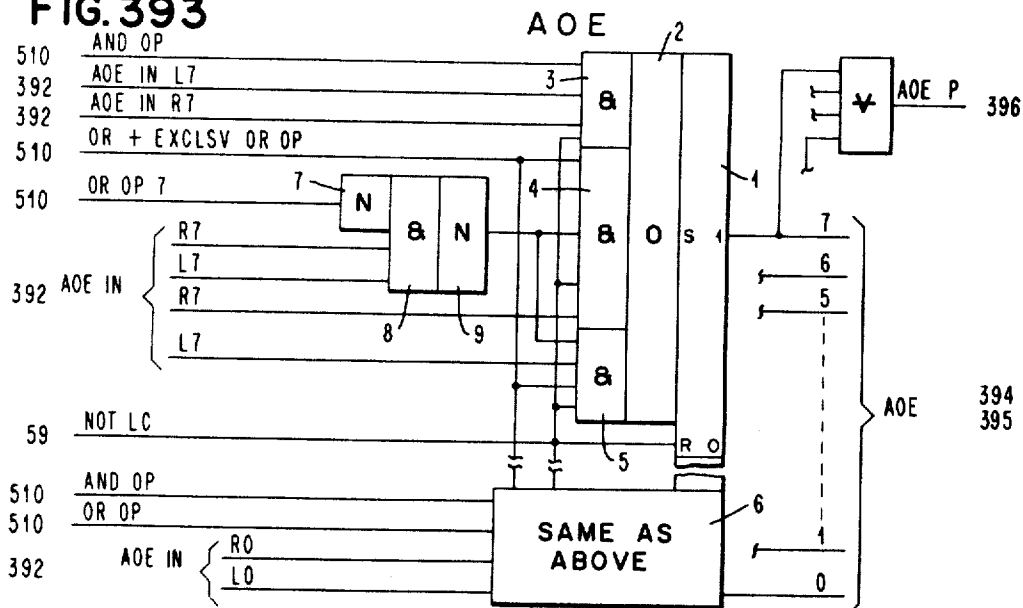 FIG. 393
AOE
510 AND OP
392 AOE IN L7
392 AOE IN R7
510 OR + EXCLSV OR OP
510 OR OP 7
392 AOE IN
R7
L7
R7
L7
59 NOT LC
510 AND OP
510 OR OP
392 AOE IN
R0
L0
2
3
&
4
&
O
S 1
1
7
N
&
N
8
9
&
5
R O
SAME AS
ABOVE
6
∀
AOE P 396
7
6
5
1
0
AOE
394
395